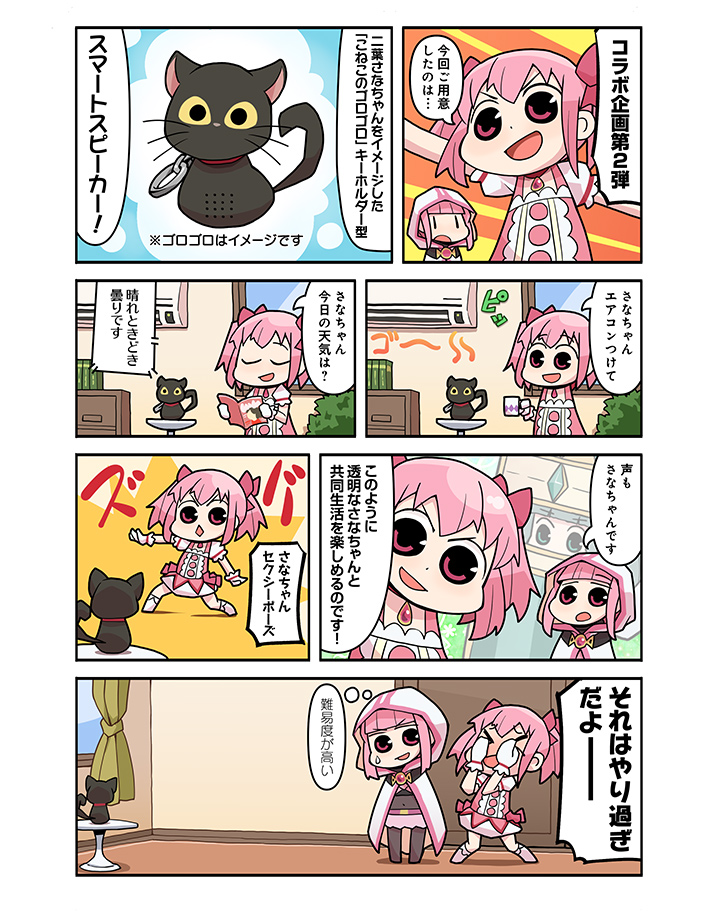 コラボ企画第2弾
今回ご用意
したのは…
二葉さなちゃんをイメージした
「こねこのゴロゴロ」キーホルダー型
スマートスピーカー！
※ゴロゴロはイメージです
さなちゃん
エアコンつけて
ピッ
ゴ〜
さなちゃん
今日の天気は？
晴れときどき
曇りです
声も
さなちゃんです
このように
透明なさなちゃんと
共同生活を楽しめるのです！
さなちゃん
セクシーポーズ
ズバ
それはやり過ぎ
だよ――
難易度が高い